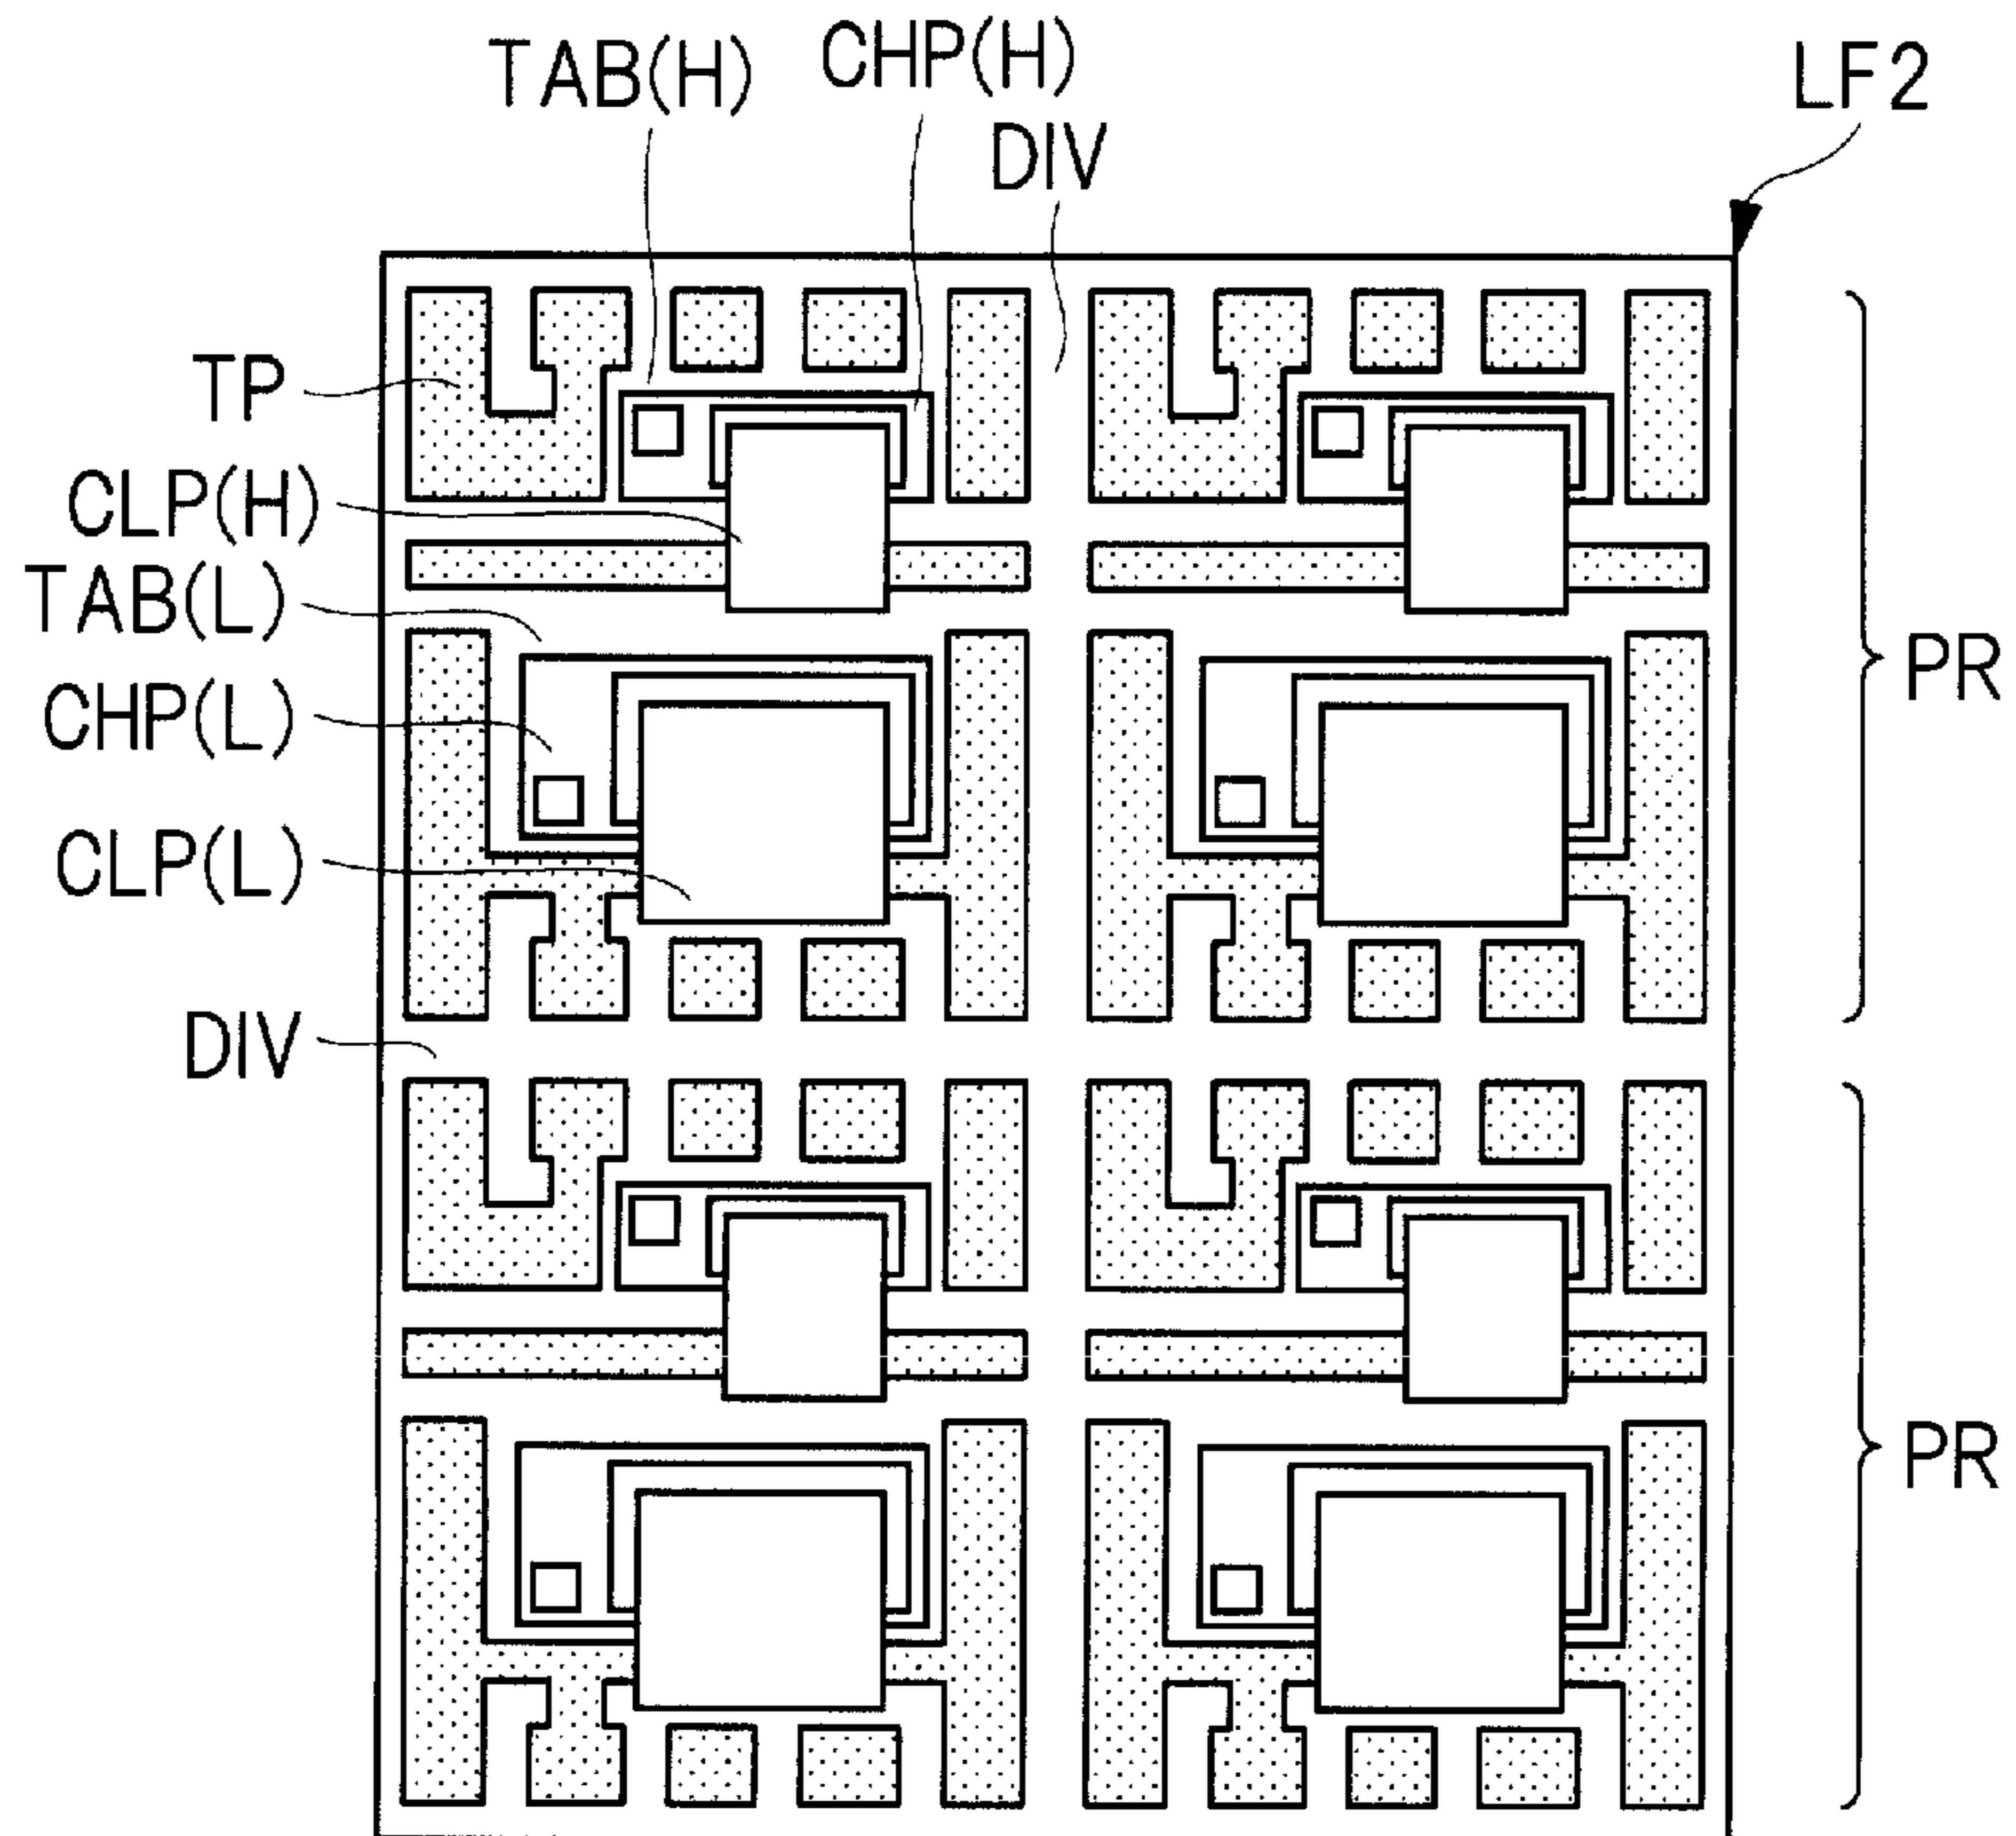 TAB(H)
CHP(H)
DIV
LF2
TP
CLP(H)
TAB(L)
CHP(L)
CLP(L)
DIV
PR
PR